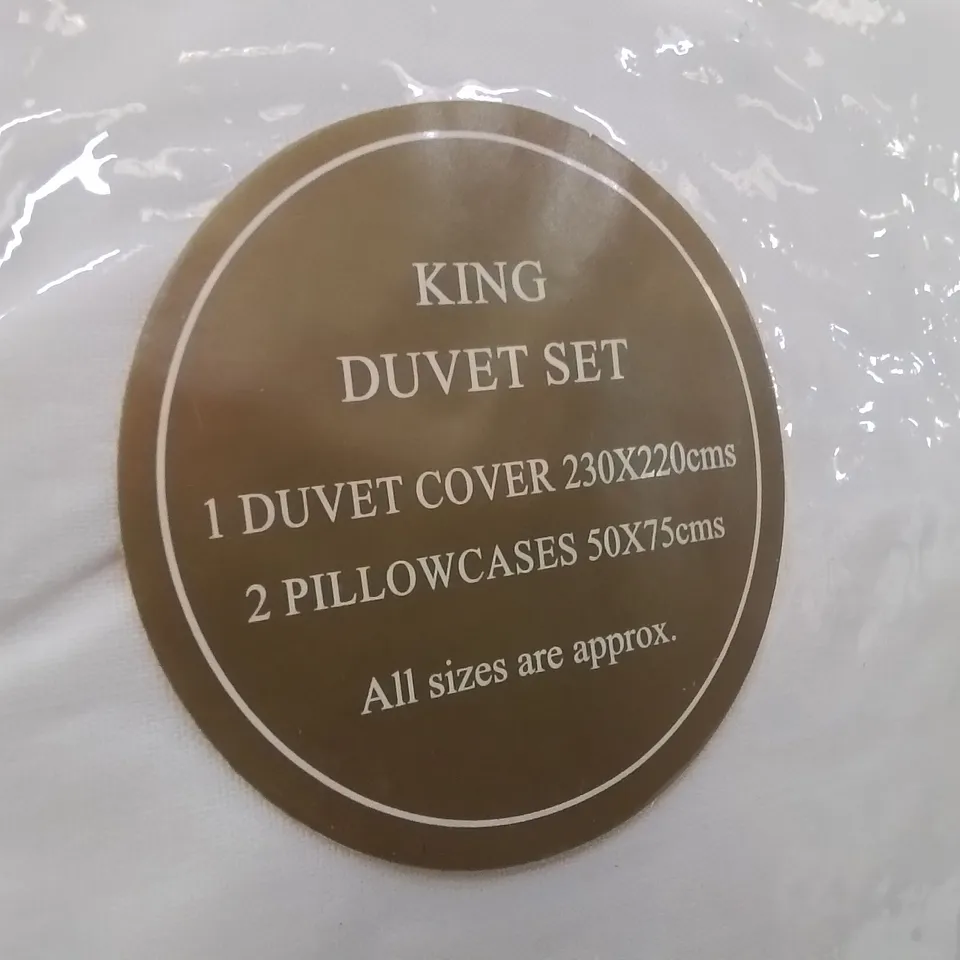 KING
DUVET SET
1 DUVET COVER 230X220cms
2 PILLOWCASES 50X75cms
All sizes are approx.